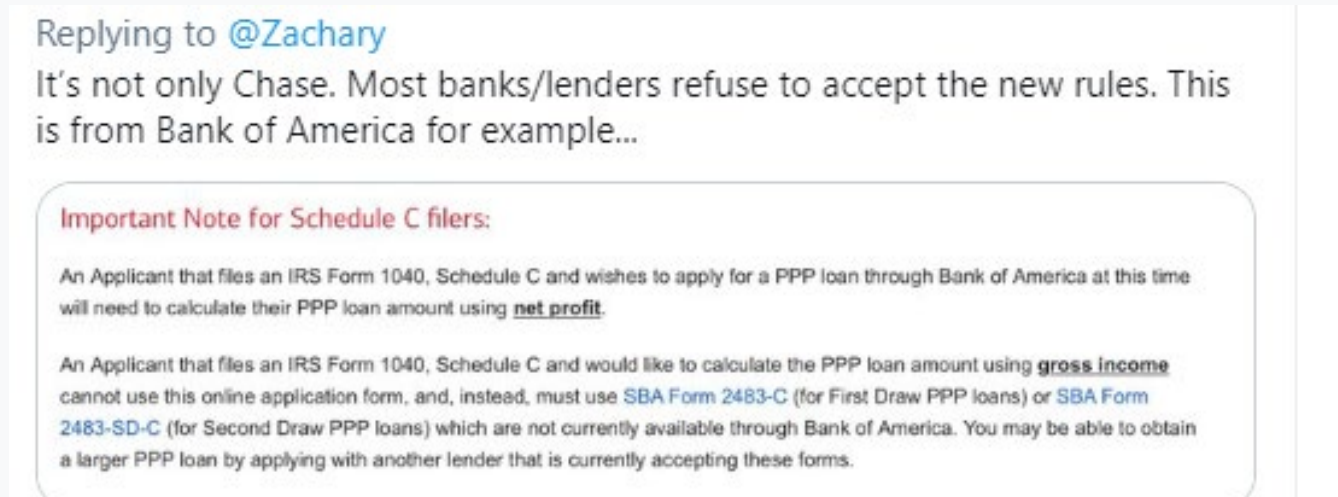 Replying to @Zachary
It's not only Chase. Most banks/lenders refuse to accept the new rules. This
is from Bank of America for example...
Important Note for Schedule C filers:
An Applicant that files an IRS Form 1040, Schedule C and wishes to apply for a PPP loan through Bank of America at this time
will need to calculate their PPP loan amount using net profit.
An Applicant that files an IRS Form 1040, Schedule C and would like to calculate the PPP loan amount using gross income
cannot use this online application form, and, instead, must use SBA Form 2483-C (for First Draw PPP loans) or SBA Form
2483-SD-C (for Second Draw PPP loans) which are not currently available through Bank of America. You may be able to obtain
a larger PPP loan by applying with another lender that is currently accepting these forms.